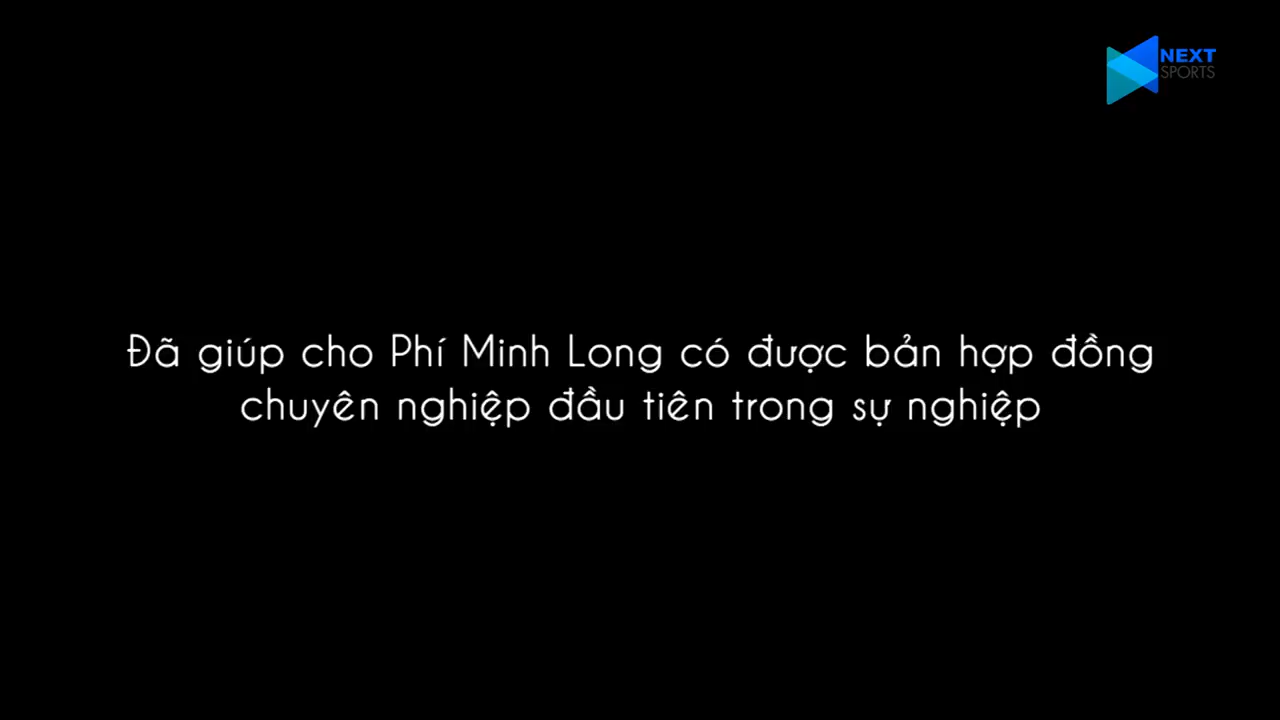 NEXT
SPORTS
Đã giúp cho Phí Minh Long có được bản hợp đồng
chuyên nghiệp đầu tiên trong sự nghiệp